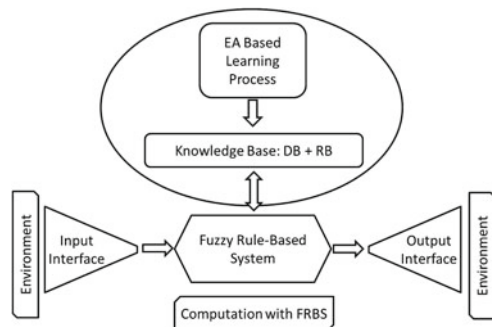 EA Based
Learning
Process
Knowledge Base: DB + RB
Environment
Input
Interface
Fuzzy Rule-Based
System
Output
Interface
Environment
Computation with FRBS